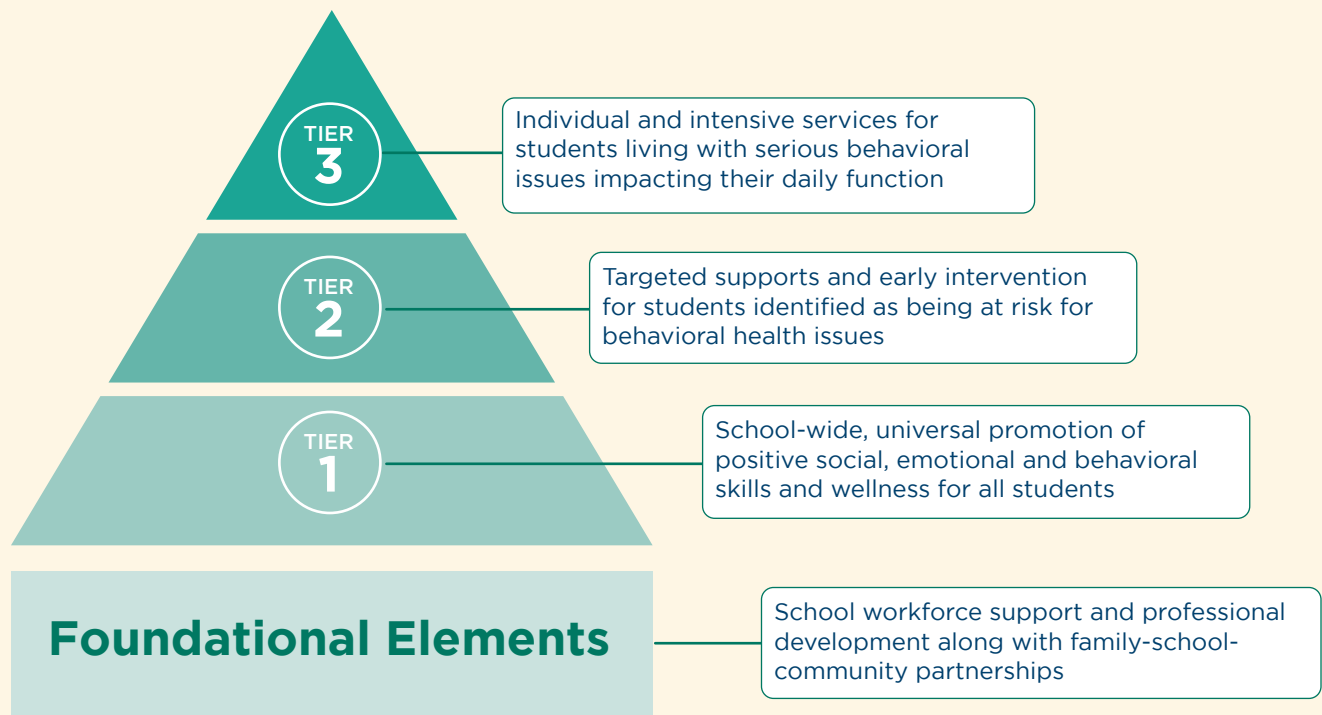 TIER
3
Individual and intensive services for
students living with serious behavioral
issues impacting their daily function
TIER
2
Targeted supports and early intervention
for students identified as being at risk for
behavioral health issues
TIER
1
School-wide, universal promotion of
positive social, emotional and behavioral
skills and wellness for all students
Foundational Elements
School workforce support and professional
development along with family-school-
community partnerships